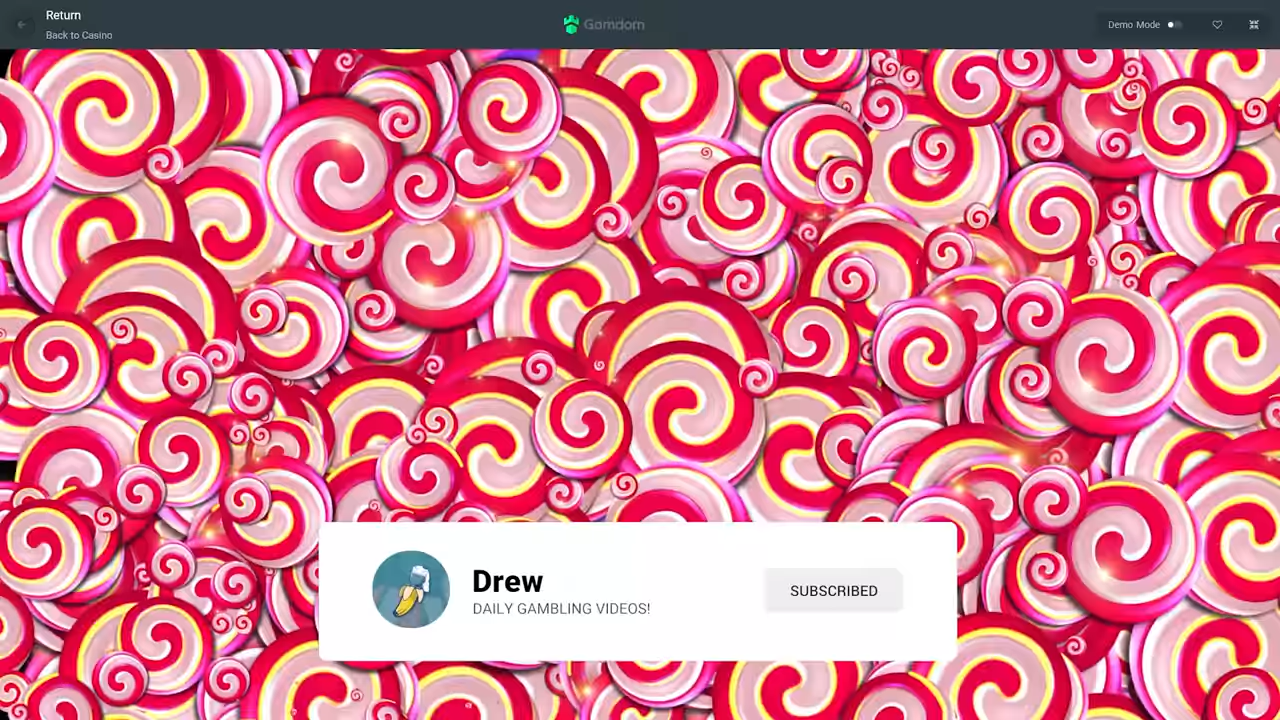 Return
Back to Casino
Gamdom
Demo Mode
Drew
DAILY GAMBLING VIDEOS!
SUBSCRIBED